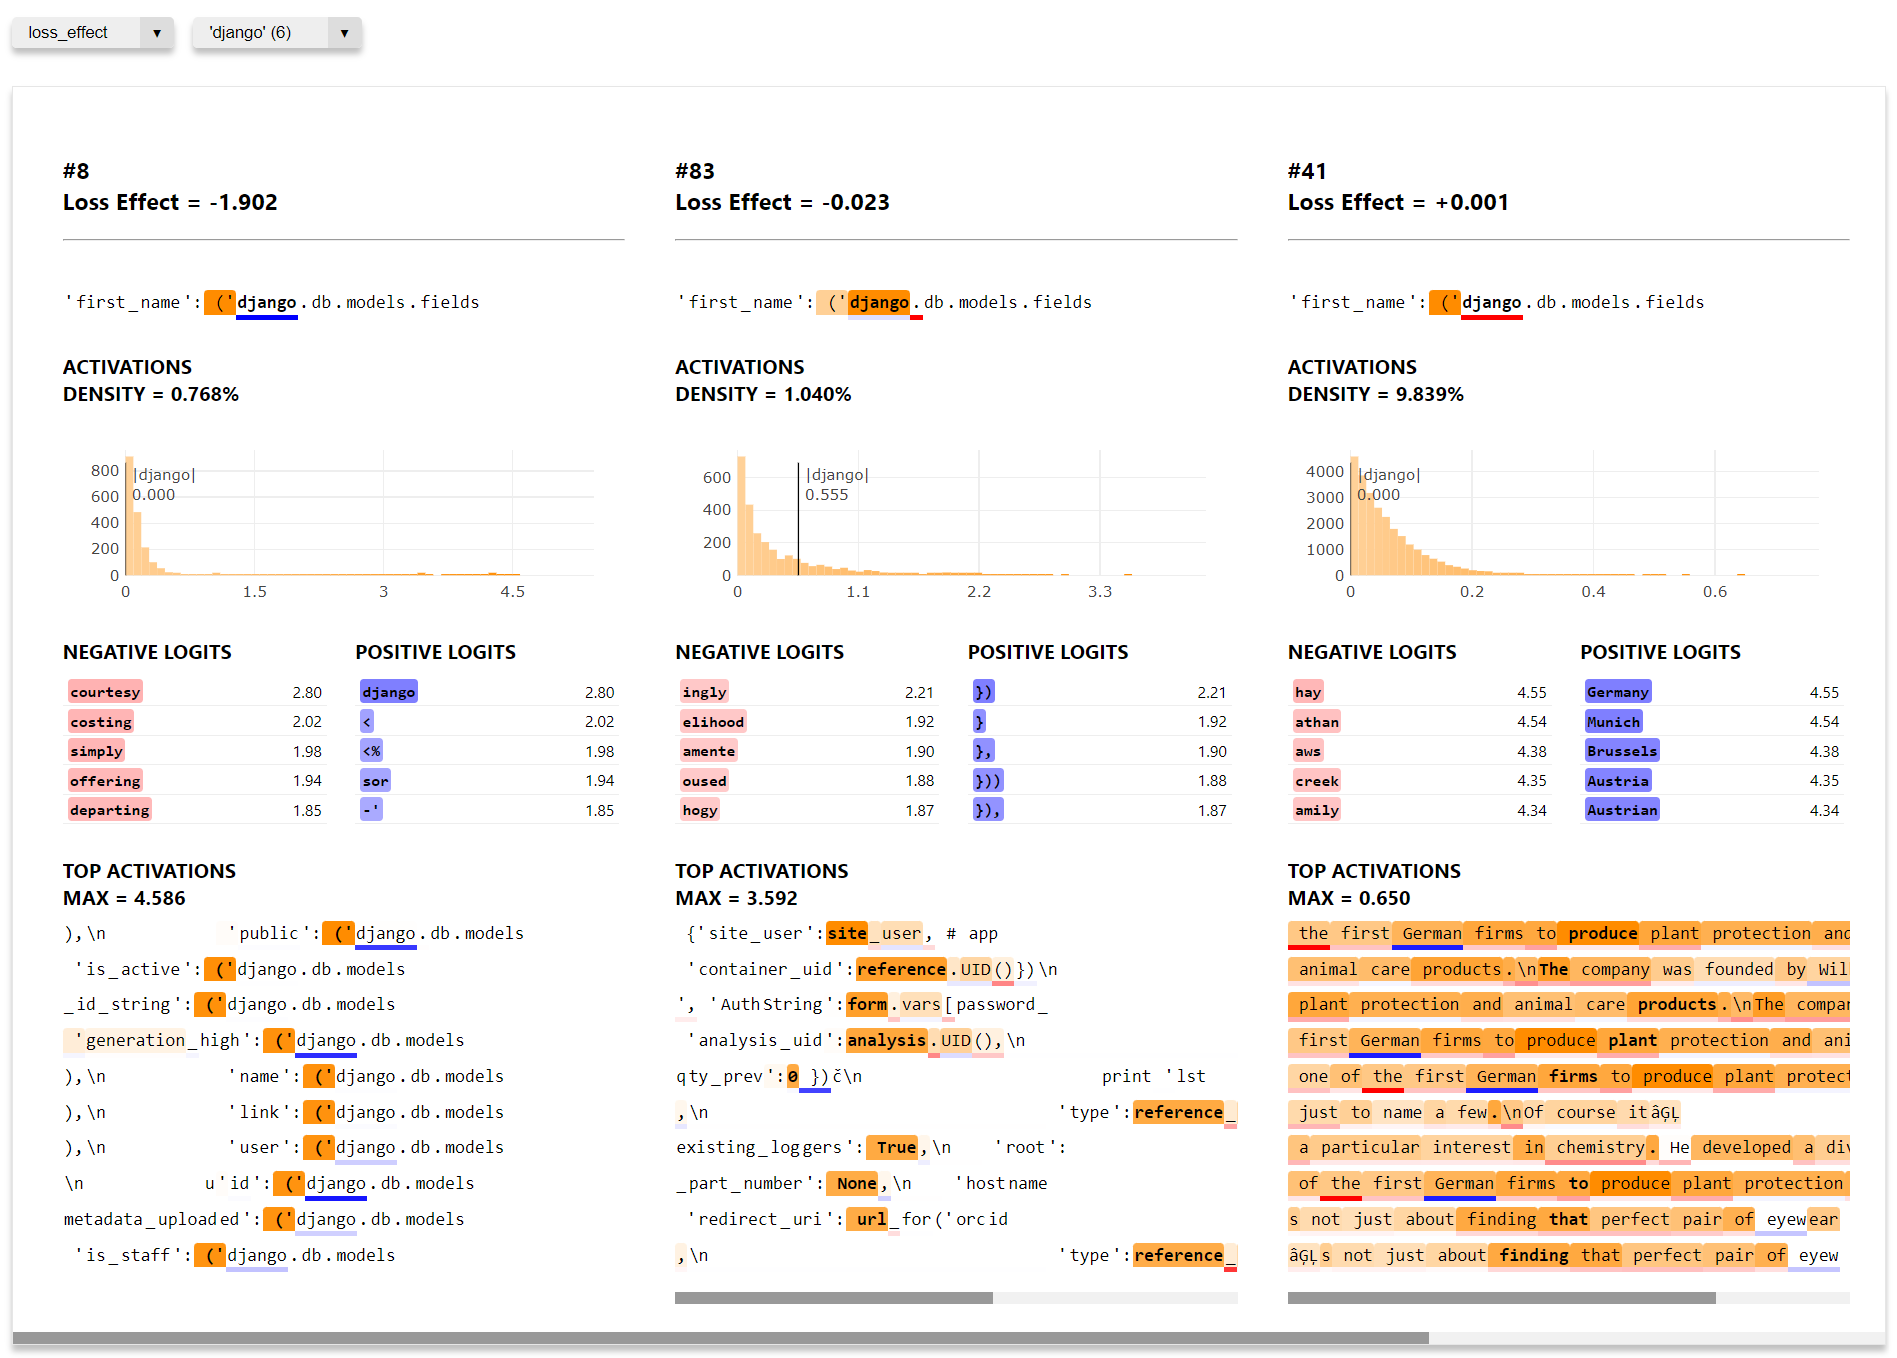 loss_effect ▼ 'django' (6) ▼
#8
Loss Effect = -1.902
'first_name': ('django.db.models.fields
ACTIVATIONS
DENSITY = 0.768%
800
600
400
200
0
|django|
0.000
0 1.5 3 4.5
NEGATIVE LOGITS POSITIVE LOGITS
courtesy 2.80 django 2.80
costing 2.02 < 2.02
simply 1.98 <% 1.98
offering 1.94 sor 1.94
departing 1.85 -' 1.85
TOP ACTIVATIONS
MAX = 4.586
),\n 'public': ('django.db.models
'is_active': ('django.db.models
_id_string': ('django.db.models
'generation_high': ('django.db.models
),\n 'name': ('django.db.models
),\n 'link': ('django.db.models
),\n 'user': ('django.db.models
\n u'id': ('django.db.models
metadata_uploaded': ('django.db.models
'is_staff': ('django.db.models
#83
Loss Effect = -0.023
'first_name': ('django.db.models.fields
ACTIVATIONS
DENSITY = 1.040%
600
400
200
0
|django|
0.555
0 1.1 2.2 3.3
NEGATIVE LOGITS POSITIVE LOGITS
ingly 2.21 }) 2.21
elihood 1.92 } 1.92
amente 1.90 }, 1.90
oused 1.88 })) 1.88
hogy 1.87 }), 1.87
TOP ACTIVATIONS
MAX = 3.592
{'site_user':site_user, # app
'container_uid':reference.UID()})\n
', 'AuthString':form.vars[password_
'analysis_uid':analysis.UID(),\n
qty_prev':0 })č\n print 'lst
,\n 'type':reference_
existing_loggers': True,\n 'root':
_part_number': None,\n 'hostname
'redirect_uri': url_for('orcid
,\n 'type':reference_
#41
Loss Effect = +0.001
'first_name': ('django.db.models.fields
ACTIVATIONS
DENSITY = 9.839%
4000
3000
2000
1000
0
|django|
0.000
0 0.2 0.4 0.6
NEGATIVE LOGITS POSITIVE LOGITS
hay 4.55 Germany 4.55
athan 4.54 Munich 4.54
aws 4.38 Brussels 4.38
creek 4.35 Austria 4.35
amily 4.34 Austrian 4.34
TOP ACTIVATIONS
MAX = 0.650
the first German firms to produce plant protection and
animal care products.\nThe company was founded by Wil
plant protection and animal care products.\nThe compan
first German firms to produce plant protection and ani
one of the first German firms to produce plant protect
just to name a few.\nOf course itâĢĻ
a particular interest in chemistry. He developed a div
of the first German firms to produce plant protection
s not just about finding that perfect pair of eyewear
âĢĻs not just about finding that perfect pair of eyew